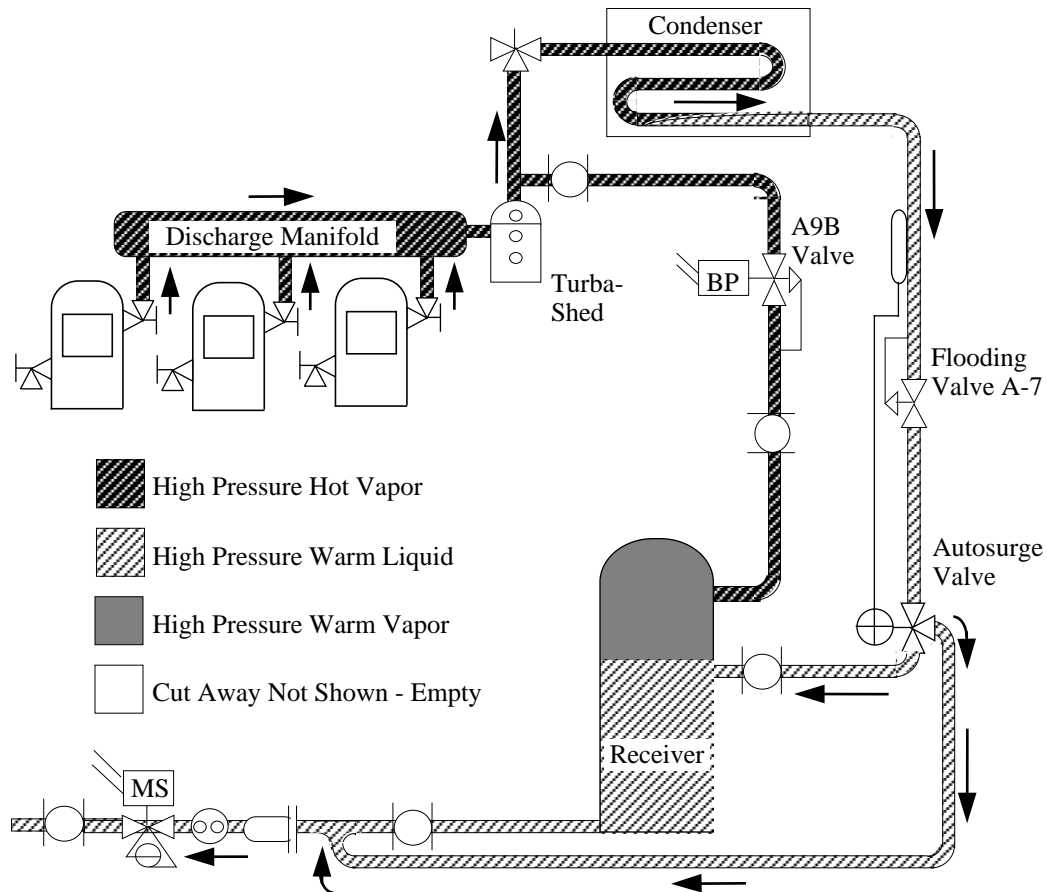 Condenser
Discharge Manifold
Turba-
Shed
A9B
Valve
BP
Flooding
Valve A-7
High Pressure Hot Vapor
High Pressure Warm Liquid
High Pressure Warm Vapor
Cut Away Not Shown - Empty
Autosurge
Valve
Receiver
MS